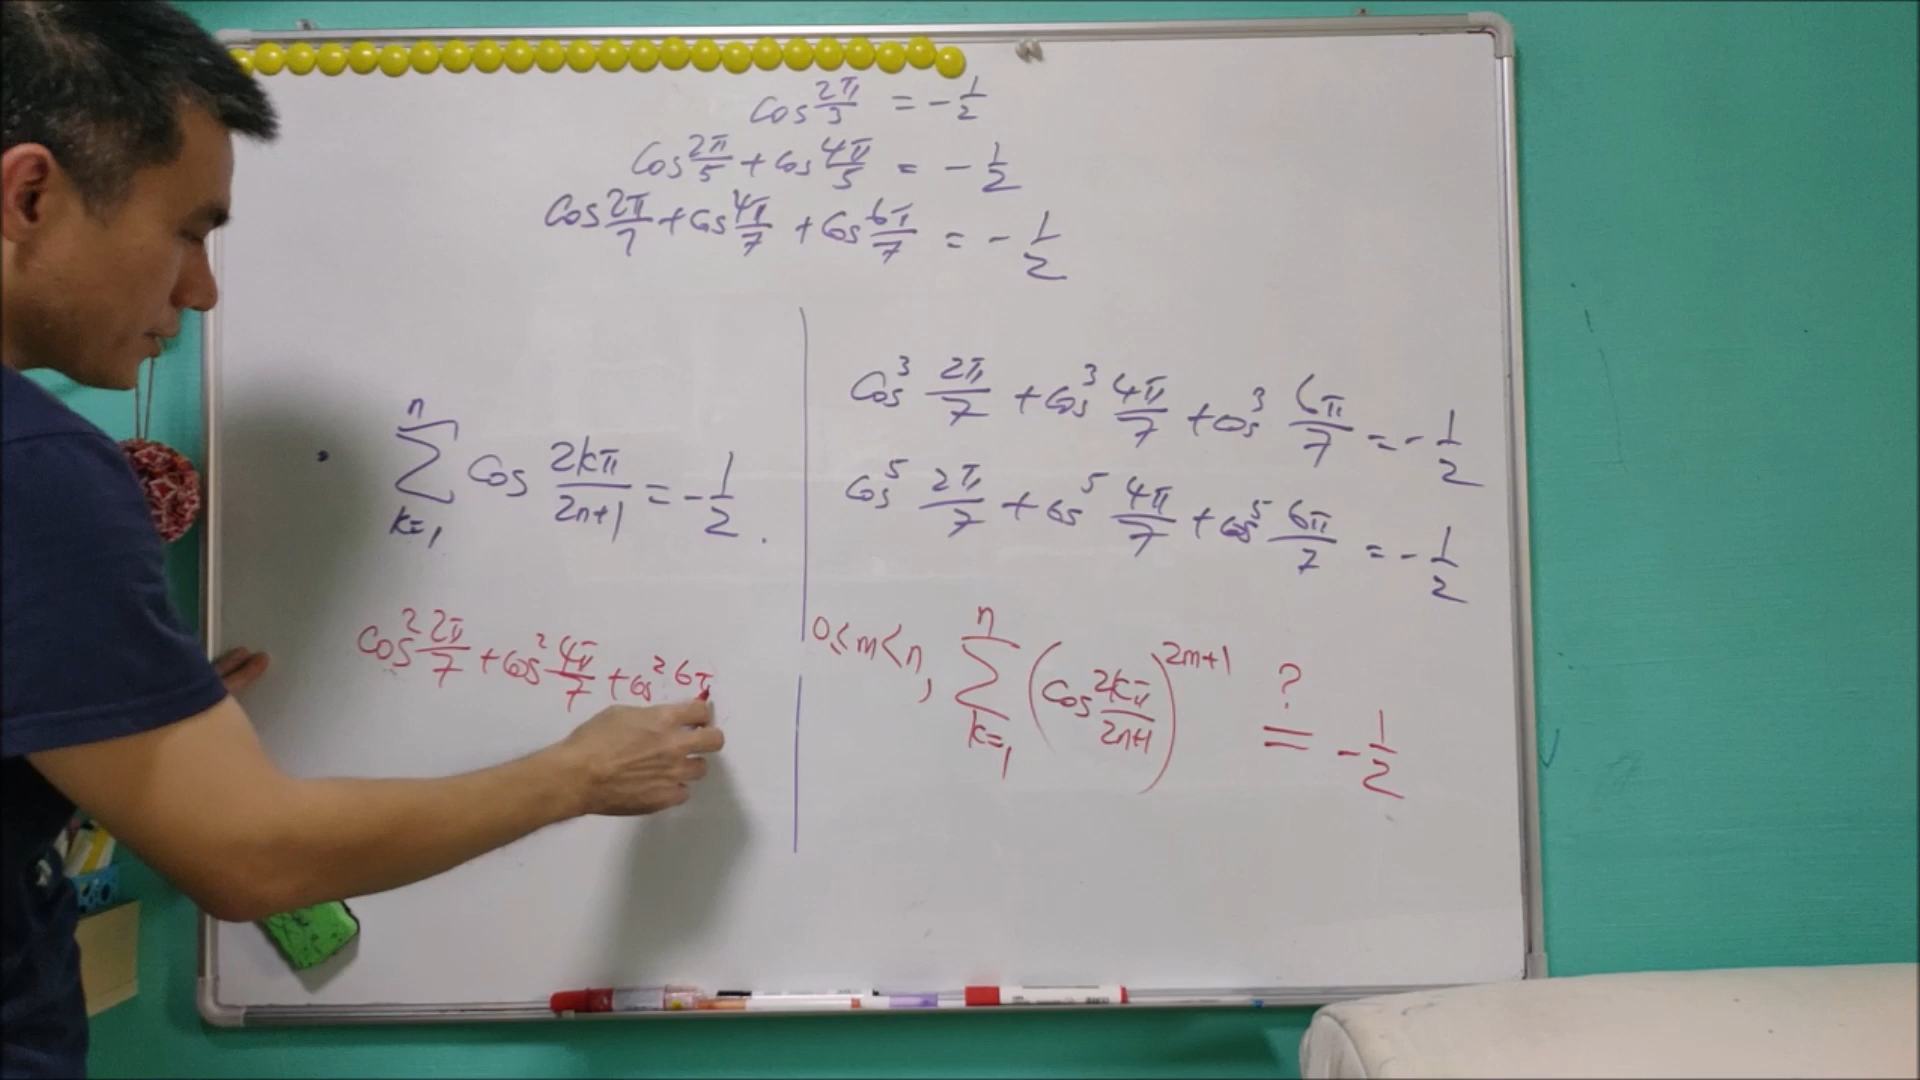 cos 2π/3 = -1/2
cos 2π/5 + cos 4π/5 = -1/2
cos 2π/7 + cos 4π/7 + cos 6π/7 = -1/2
n
∑ cos 2kπ/2n+1 = -1/2 .
k=1
cos² 2π/7 + cos² 4π/7 + cos² 6π
cos³ 2π/7 + cos³ 4π/7 + cos³ 6π/7 = -1/2
cos⁵ 2π/7 + cos⁵ 4π/7 + cos⁵ 6π/7 = -1/2
n
0≤m<n, ∑ (cos 2kπ/2n+1)^2m+1 ?= -1/2
k=1